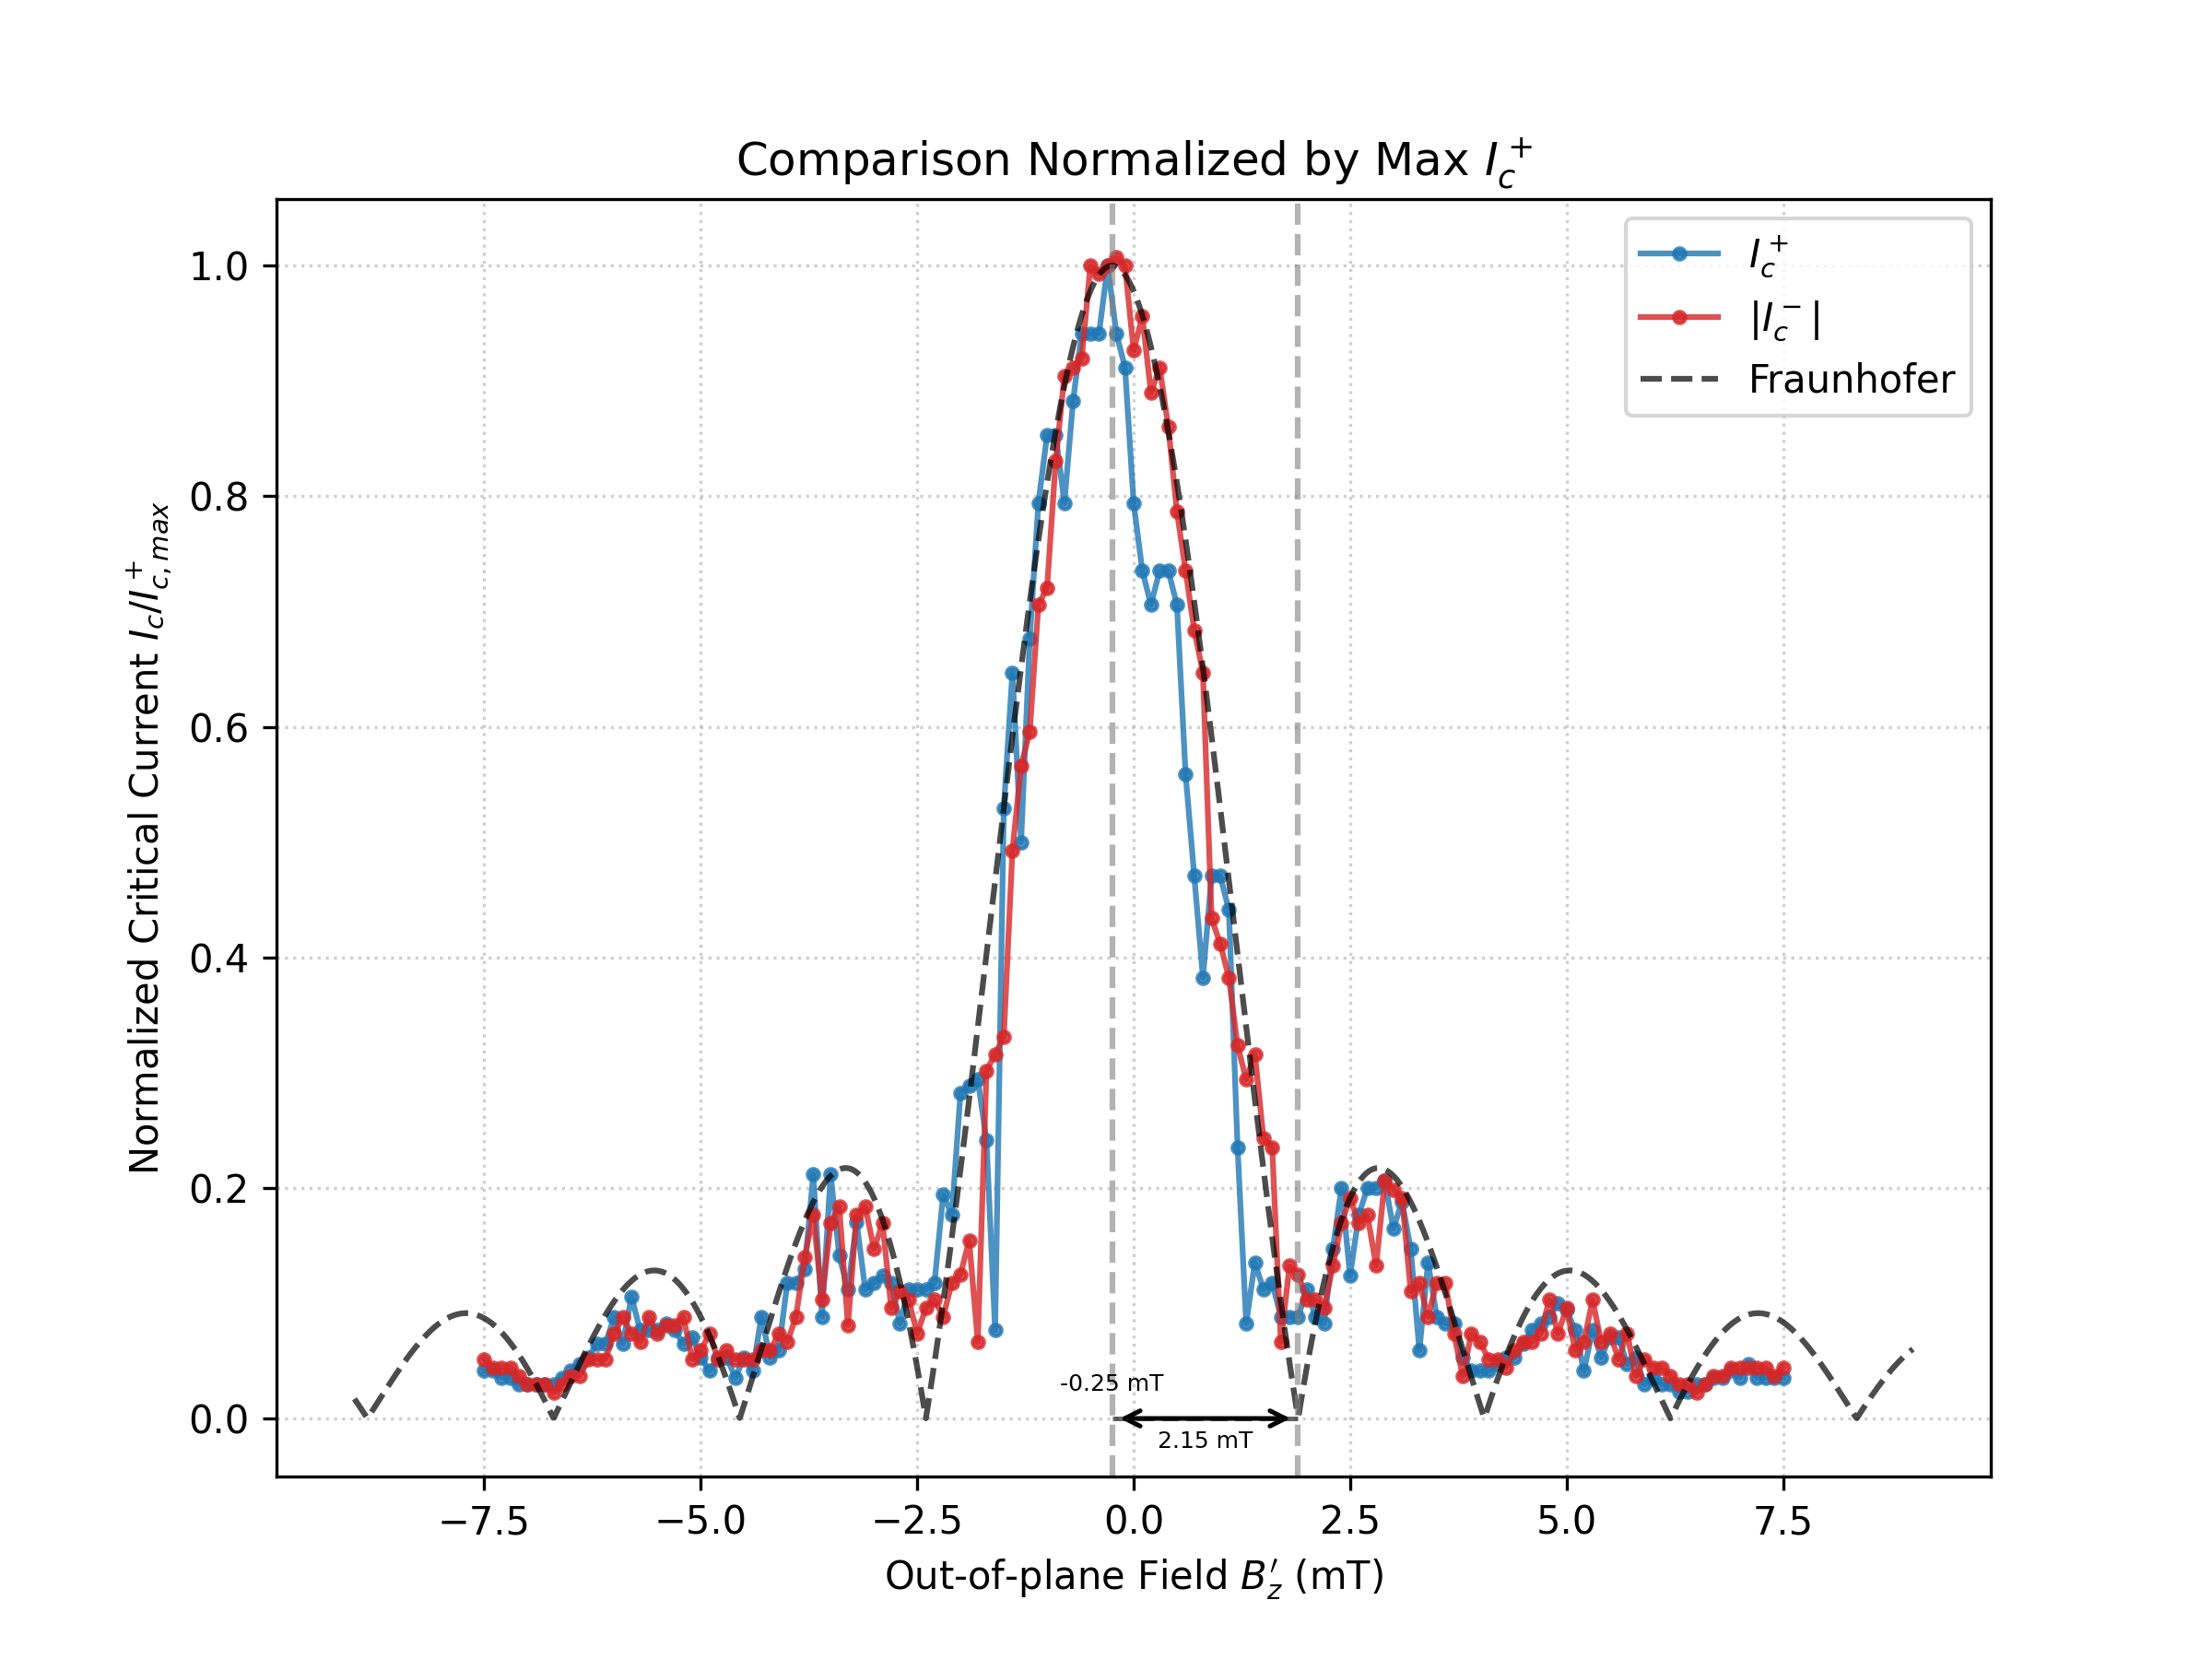 Comparison Normalized by Max $I_c^+$
$I_c^+$
$|I_c^-|$
Fraunhofer
Normalized Critical Current $I_c/I_{c,max}^+$
1.0
0.8
0.6
0.4
0.2
0.0
-0.25 mT
2.15 mT
−7.5 −5.0 −2.5 0.0 2.5 5.0 7.5
Out-of-plane Field $B_z'$ (mT)